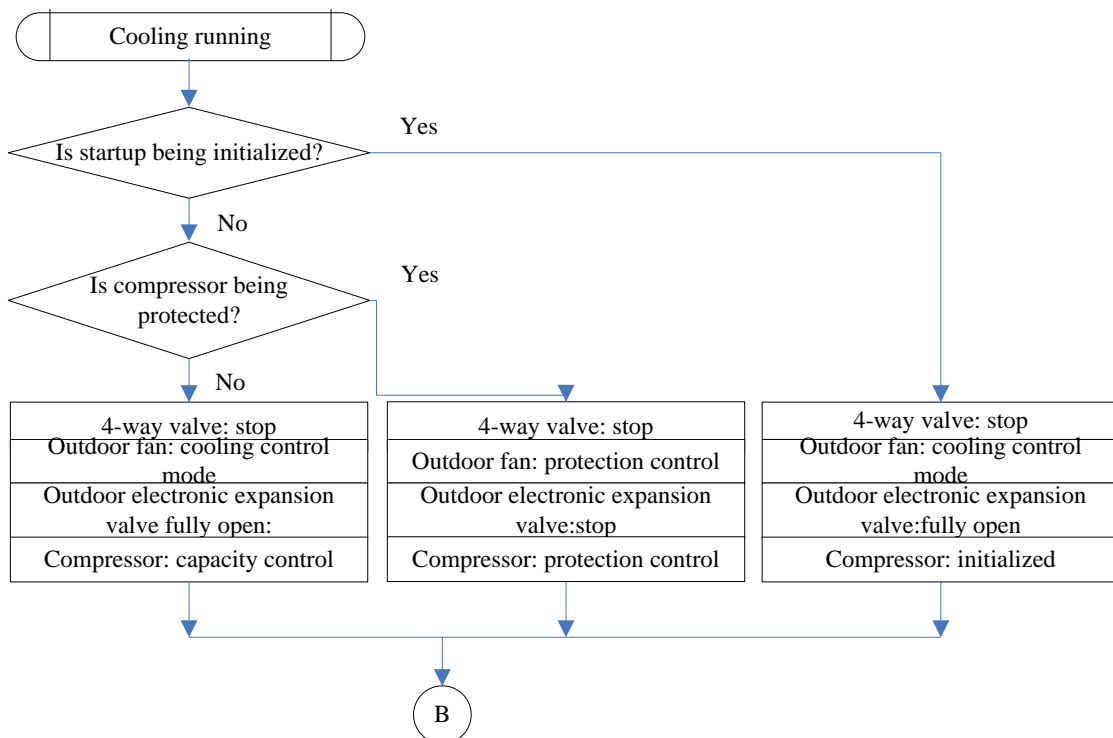 Cooling running
Yes
Is startup being initialized?
No
Yes
Is compressor being
protected?
No
4-way valve: stop
Outdoor fan: cooling control
mode
Outdoor electronic expansion
valve fully open:
Compressor: capacity control
4-way valve: stop
Outdoor fan: protection control
Outdoor electronic expansion
valve:stop
Compressor: protection control
4-way valve: stop
Outdoor fan: cooling control
mode
Outdoor electronic expansion
valve:fully open
Compressor: initialized
B